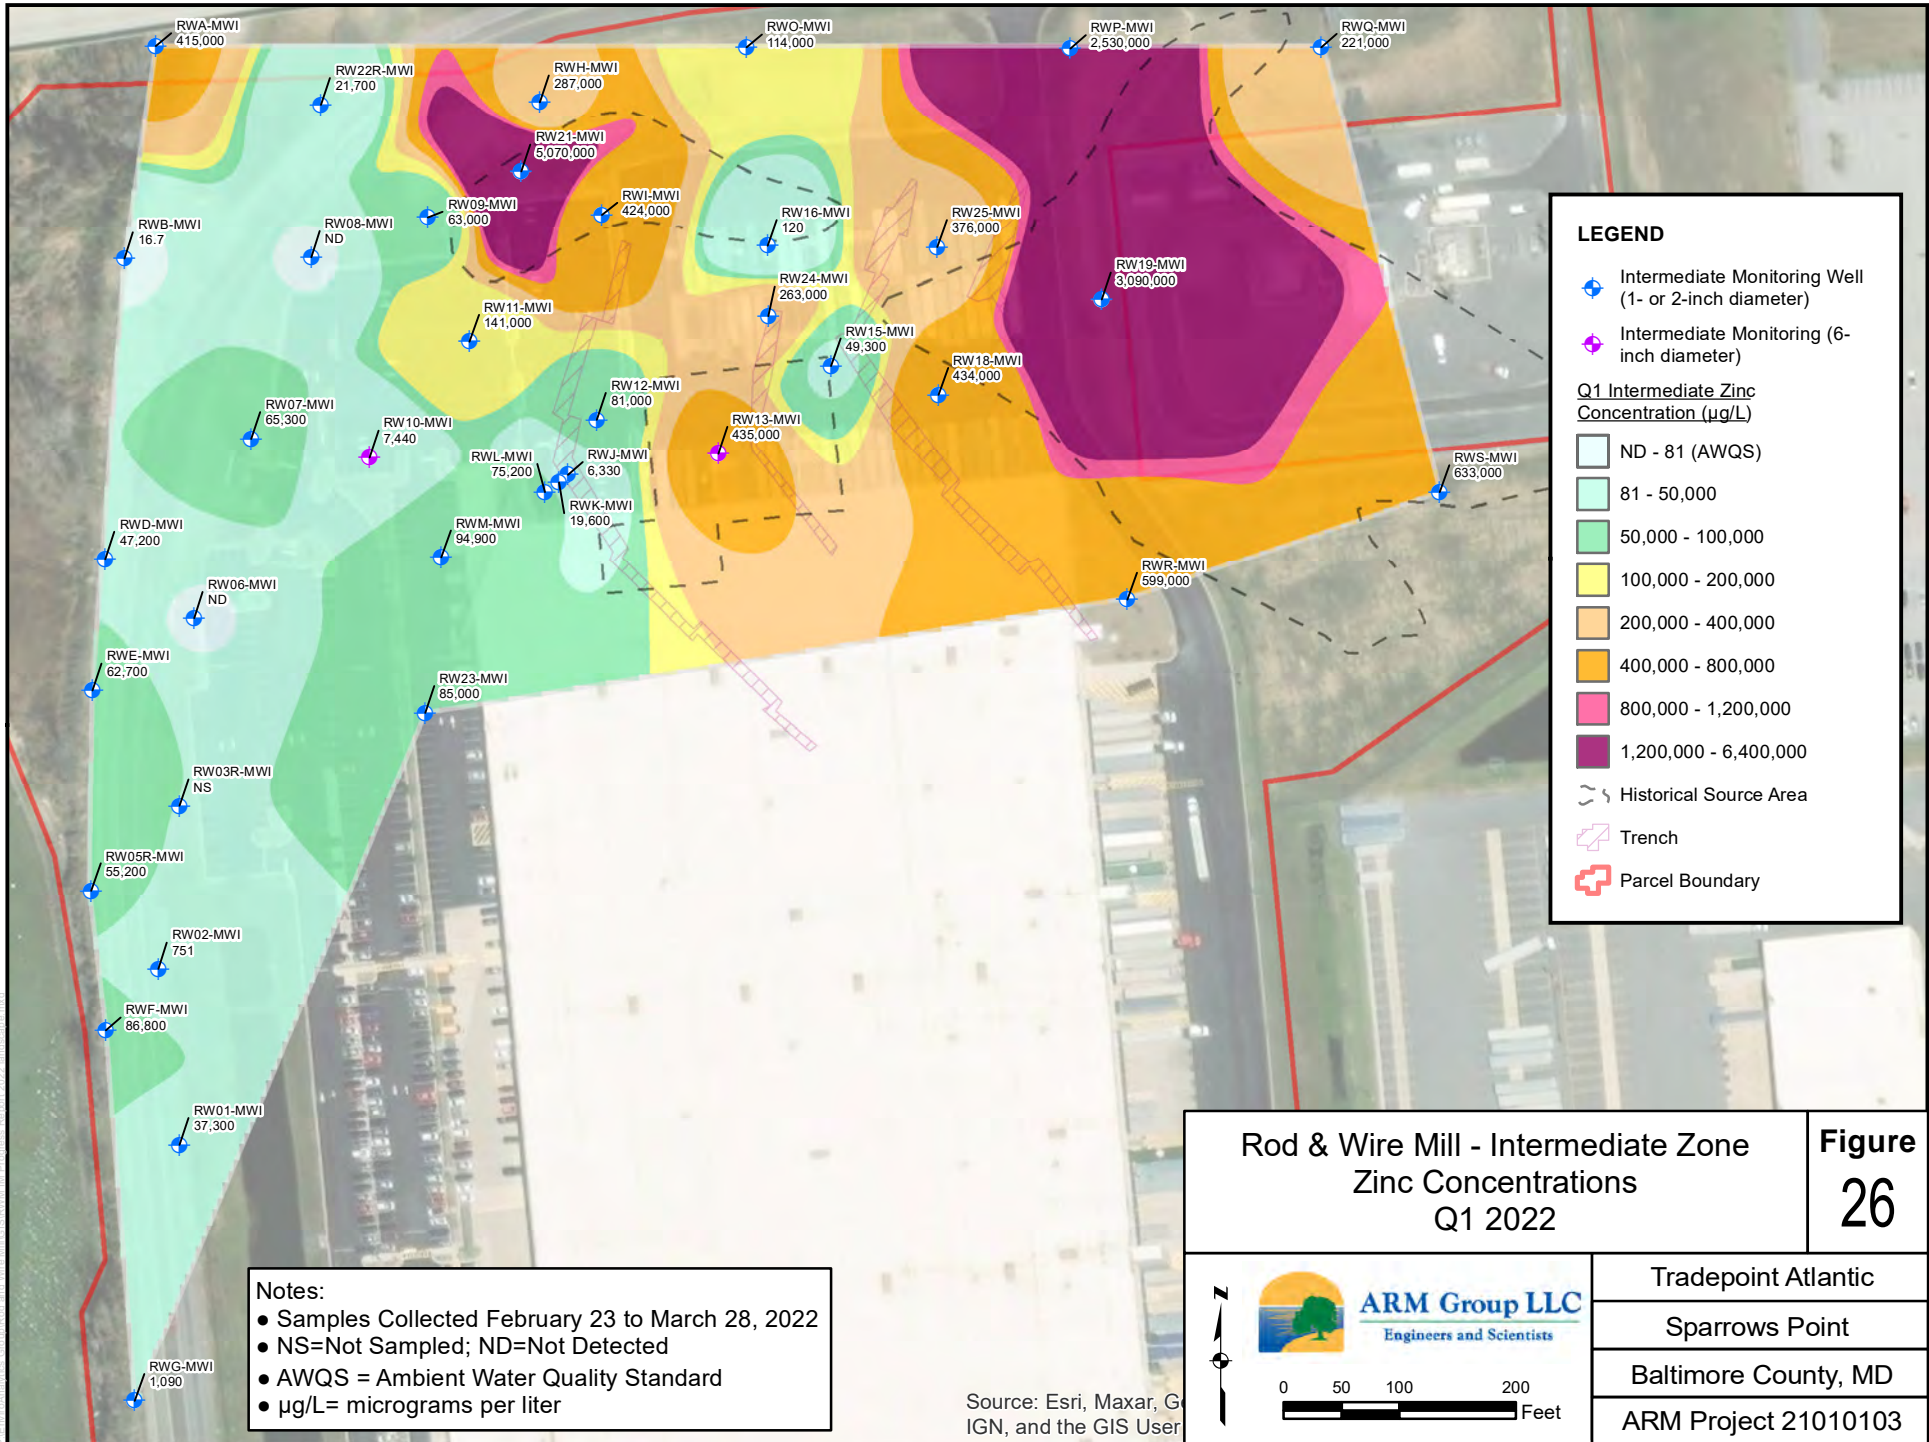 RWA-MWI
415,000
RW22R-MWI
21,700
RWH-MWI
287,000
RWO-MWI
114,000
RWP-MWI
2,530,000
RWQ-MWI
221,000
RW21-MWI
5,070,000
RWI-MWI
424,000
RW09-MWI
63,000
RW08-MWI
ND
RWB-MWI
16.7
RW16-MWI
120
RW25-MWI
376,000
RW24-MWI
263,000
RW19-MWI
3,090,000
RW11-MWI
141,000
RW15-MWI
49,300
RW18-MWI
434,000
RW12-MWI
81,000
RW07-MWI
65,300
RW10-MWI
7,440
RW13-MWI
435,000
RWL-MWI
75,200
RWJ-MWI
6,330
RWK-MWI
19,600
RWS-MWI
633,000
RWD-MWI
47,200
RWM-MWI
94,900
RWR-MWI
599,000
RW06-MWI
ND
RWE-MWI
62,700
RW23-MWI
85,000
RW03R-MWI
NS
RW05R-MWI
55,200
RW02-MWI
751
RWF-MWI
86,800
RW01-MWI
37,300
RWG-MWI
1,090
LEGEND
Intermediate Monitoring Well
(1- or 2-inch diameter)
Intermediate Monitoring (6-
inch diameter)
Q1 Intermediate Zinc
Concentration (µg/L)
ND - 81 (AWQS)
81 - 50,000
50,000 - 100,000
100,000 - 200,000
200,000 - 400,000
400,000 - 800,000
800,000 - 1,200,000
1,200,000 - 6,400,000
Historical Source Area
Trench
Parcel Boundary
Notes:
● Samples Collected February 23 to March 28, 2022
● NS=Not Sampled; ND=Not Detected
● AWQS = Ambient Water Quality Standard
● µg/L= micrograms per liter
Source: Esri, Maxar, G
IGN, and the GIS User
Rod & Wire Mill - Intermediate Zone
Zinc Concentrations
Q1 2022
Figure
26
Z
ARM Group LLC
Engineers and Scientists
0 50 100 200
Feet
Tradepoint Atlantic
Sparrows Point
Baltimore County, MD
ARM Project 21010103